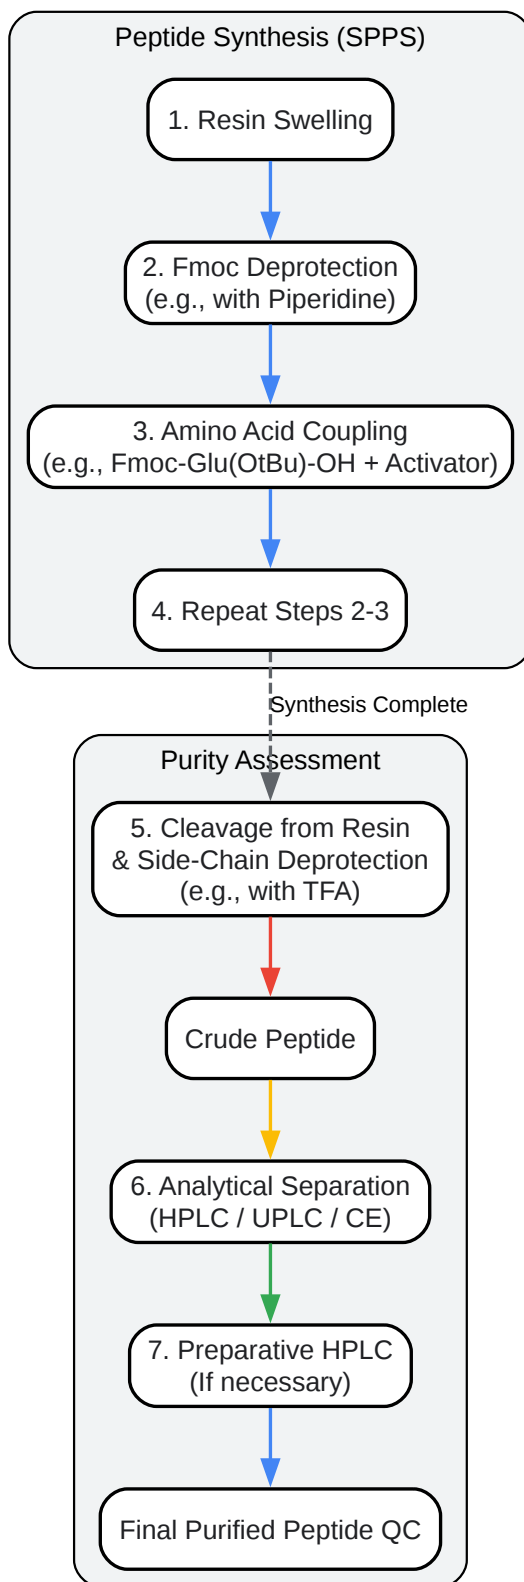 Peptide Synthesis (SPPS)
1. Resin Swelling
2. Fmoc Deprotection
(e.g., with Piperidine)
3. Amino Acid Coupling
(e.g., Fmoc-Glu(OtBu)-OH + Activator)
4. Repeat Steps 2-3
Synthesis Complete
Purity Assessment
5. Cleavage from Resin
& Side-Chain Deprotection
(e.g., with TFA)
Crude Peptide
6. Analytical Separation
(HPLC / UPLC / CE)
7. Preparative HPLC
(If necessary)
Final Purified Peptide QC